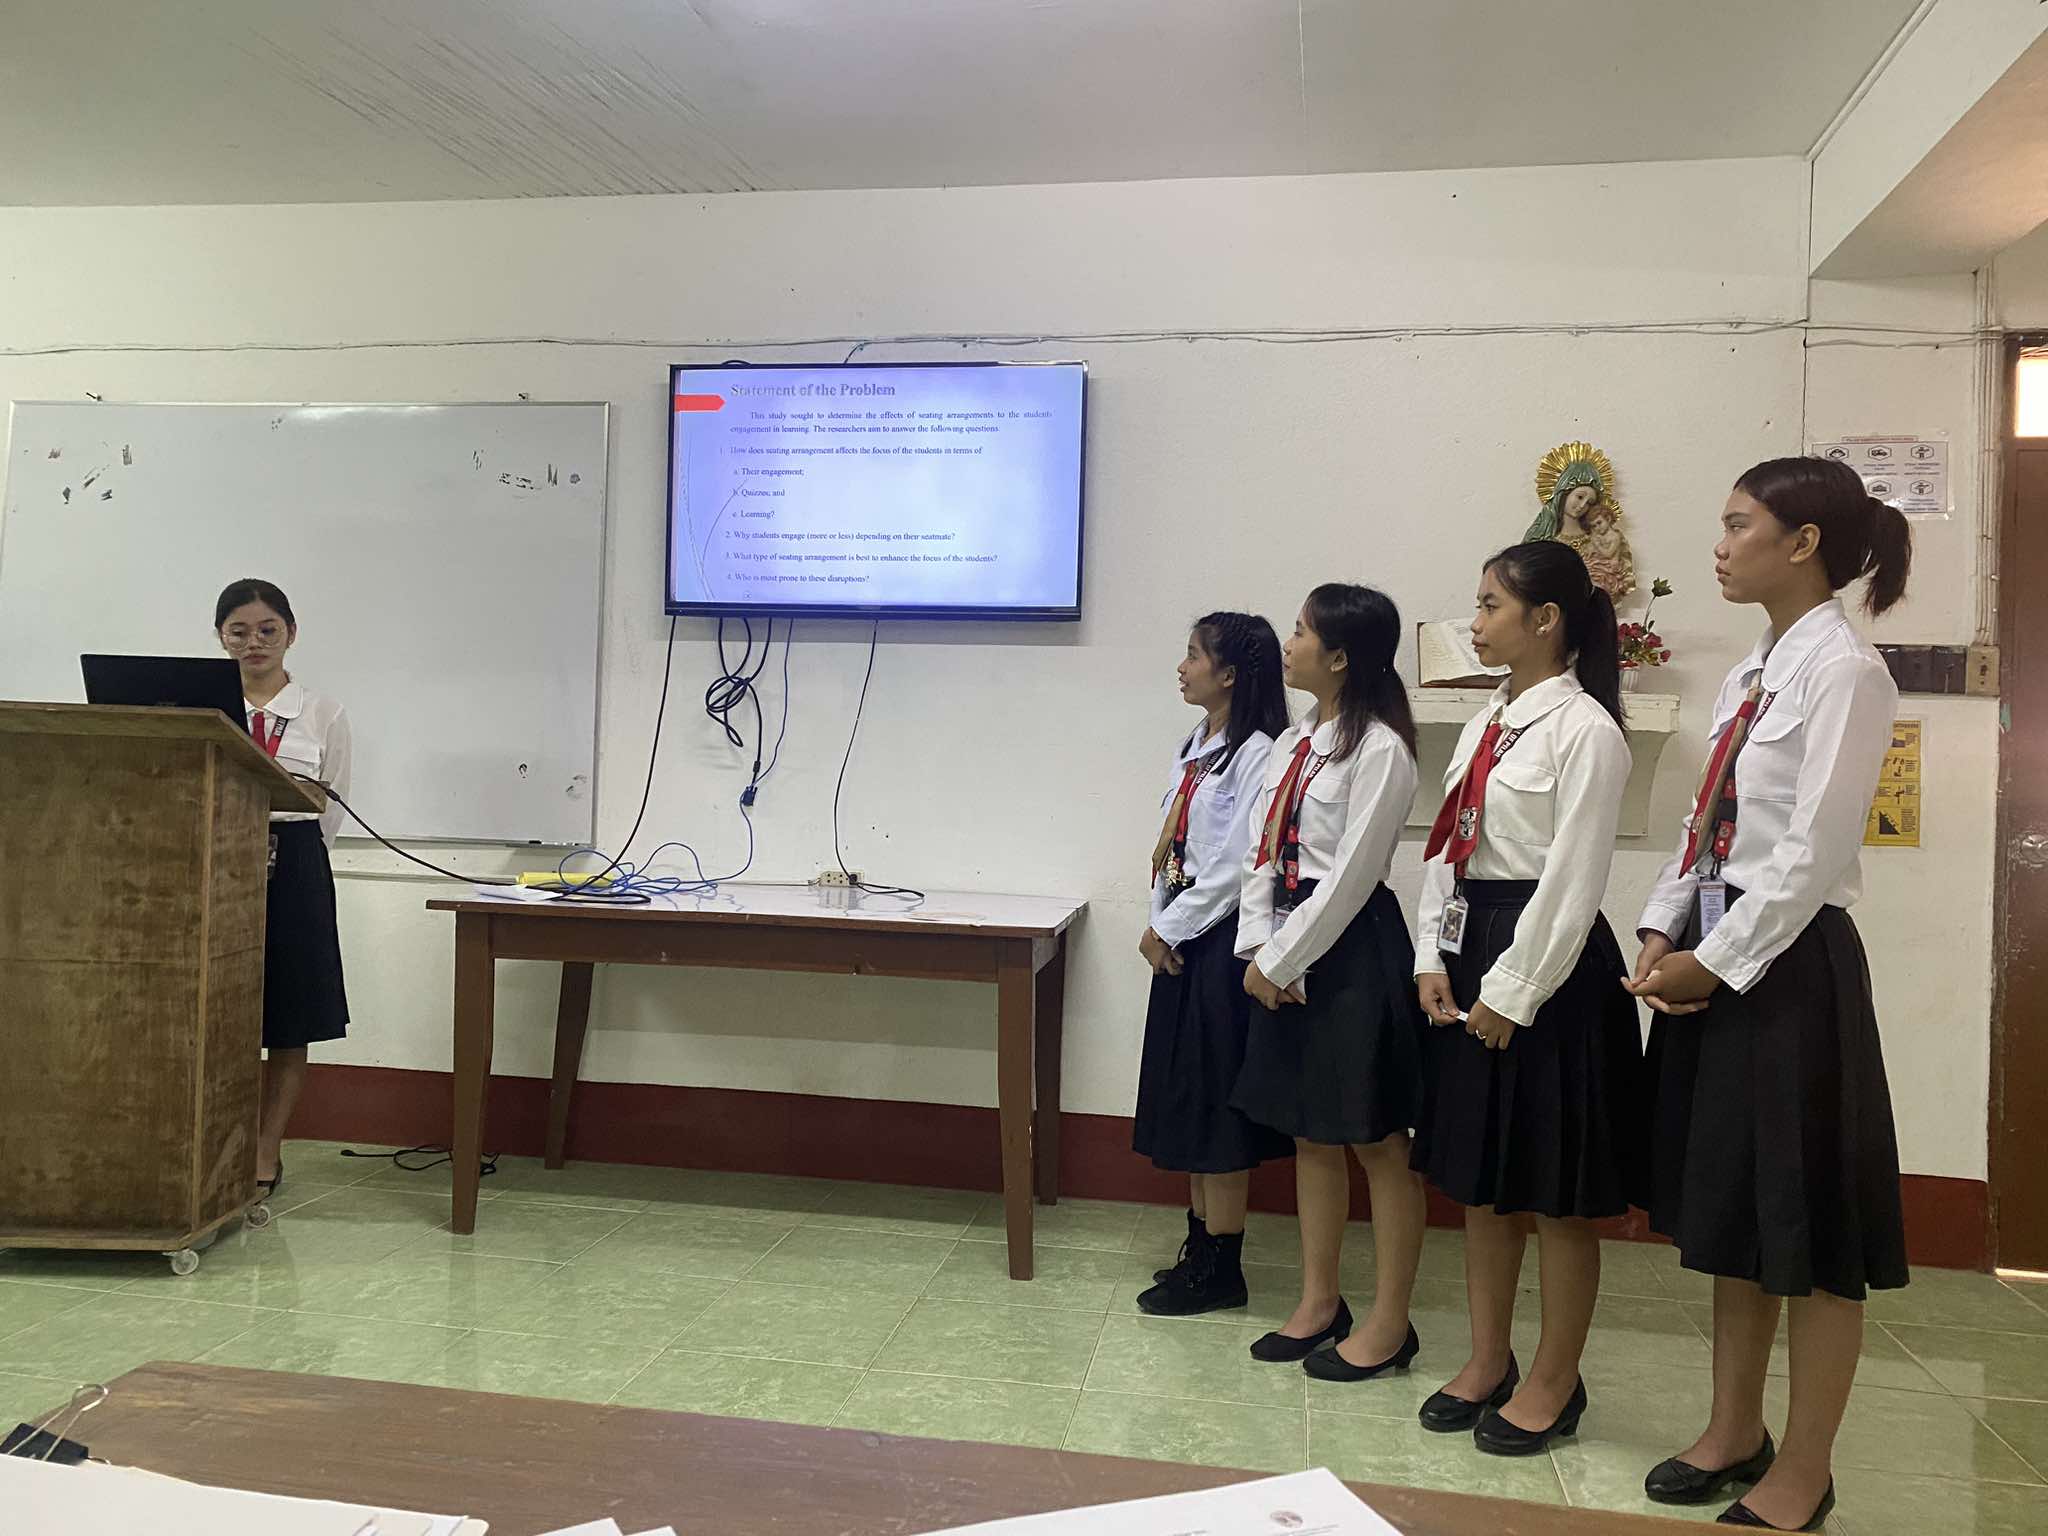 Statement of the Problem
This study sought to determine the effects of seating arrangements to the students
engagement in learning. The researchers aim to answer the following questions
1. How does seating arrangement affects the focus of the students in terms of
a. Their engagement;
b. Quizzes; and
c. Learning?
2. Why students engage (more or less) depending on their seatmate?
3. What type of seating arrangement is best to enhance the focus of the students?
4. Who is most prone to these disruptions?
OF PILAR